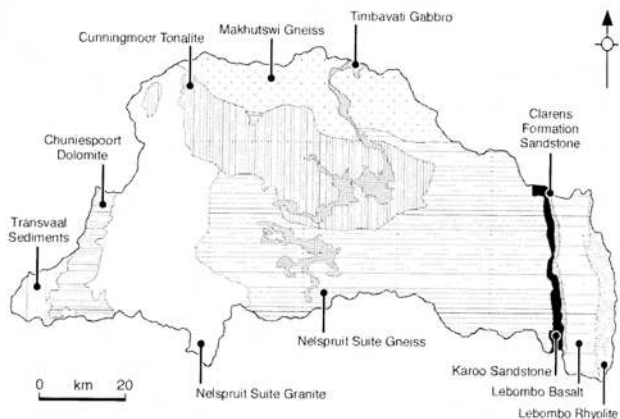 Cunningmoor Tonalite
Makhutswi Gneiss
Timbavati Gabbro
Clarens
Formation
Sandstone
Chuniespoort
Dolomite
Transvaal
Sediments
Nelspruit Suite Gneiss
Nelspruit Suite Granite
Karoo Sandstone
Lebombo Basalt
Lebombo Rhyolite
0 km 20